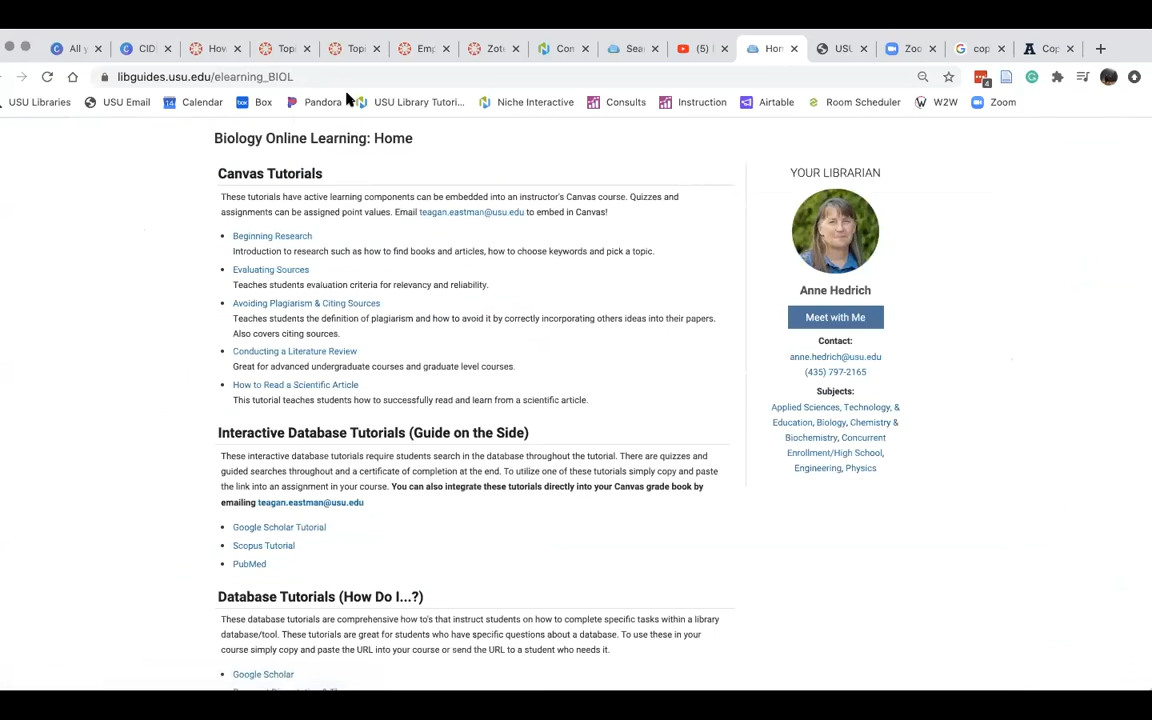 All y
CID
How
Topi
Topi
Emp
Zot
Con
Sea
(5)
Hon
USU
Zoo
cop
Cop
libguides.usu.edu/elearning_BIOL
4
USU Libraries
USU Email
Calendar
Box
Pandora
USU Library Tutori...
Niche Interactive
Consults
Instruction
Airtable
Room Scheduler
W2W
Zoom
Biology Online Learning: Home
Canvas Tutorials
These tutorials have active learning components can be embedded into an instructor's Canvas course. Quizzes and
assignments can be assigned point values. Email teagan.eastman@usu.edu to embed in Canvas!
Beginning Research
Introduction to research such as how to find books and articles, how to choose keywords and pick a topic.
Evaluating Sources
Teaches students evaluation criteria for relevancy and reliability.
Avoiding Plagiarism & Citing Sources
Teaches students the definition of plagiarism and how to avoid it by correctly incorporating others ideas into their papers.
Also covers citing sources.
Conducting a Literature Review
Great for advanced undergraduate courses and graduate level courses.
How to Read a Scientific Article
This tutorial teaches students how to successfully read and learn from a scientific article.
Interactive Database Tutorials (Guide on the Side)
These interactive database tutorials require students search in the database throughout the tutorial. There are quizzes and
guided searches throughout and a certificate of completion at the end. To utilize one of these tutorials simply copy and paste
the link into an assignment in your course. You can also integrate these tutorials directly into your Canvas grade book by
emailing teagan.eastman@usu.edu
Google Scholar Tutorial
Scopus Tutorial
PubMed
Database Tutorials (How Do I...?)
These database tutorials are comprehensive how to's that instruct students on how to complete specific tasks within a library
database/tool. These tutorials are great for students who have specific questions about a database. To use these in your
course simply copy and paste the URL into your course or send the URL to a student who needs it.
Google Scholar
YOUR LIBRARIAN
Anne Hedrich
Meet with Me
Contact:
anne.hedrich@usu.edu
(435) 797-2165
Subjects:
Applied Sciences, Technology, &
Education, Biology, Chemistry &
Biochemistry, Concurrent
Enrollment/High School,
Engineering, Physics